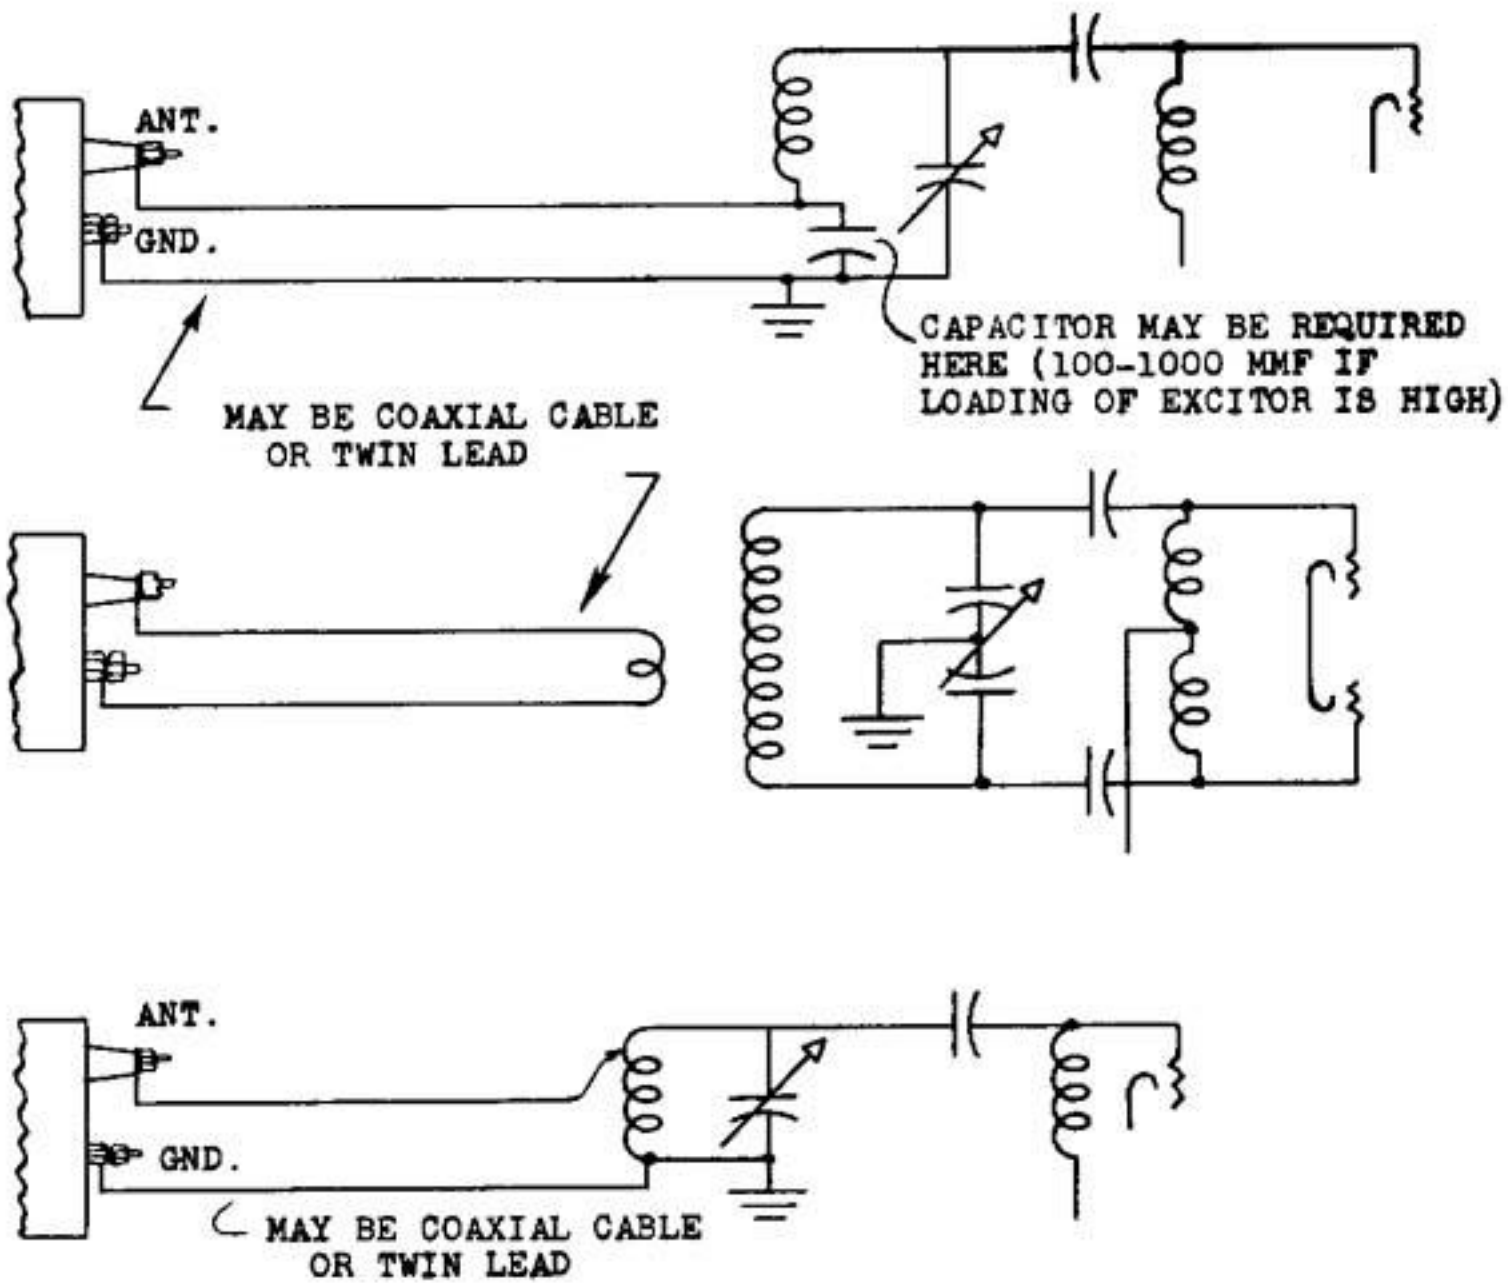 ANT.
GND.
CAPACITOR MAY BE REQUIRED
HERE (100-1000 MMF IF
LOADING OF EXCITOR IS HIGH)
MAY BE COAXIAL CABLE
OR TWIN LEAD
ANT.
GND.
MAY BE COAXIAL CABLE
OR TWIN LEAD